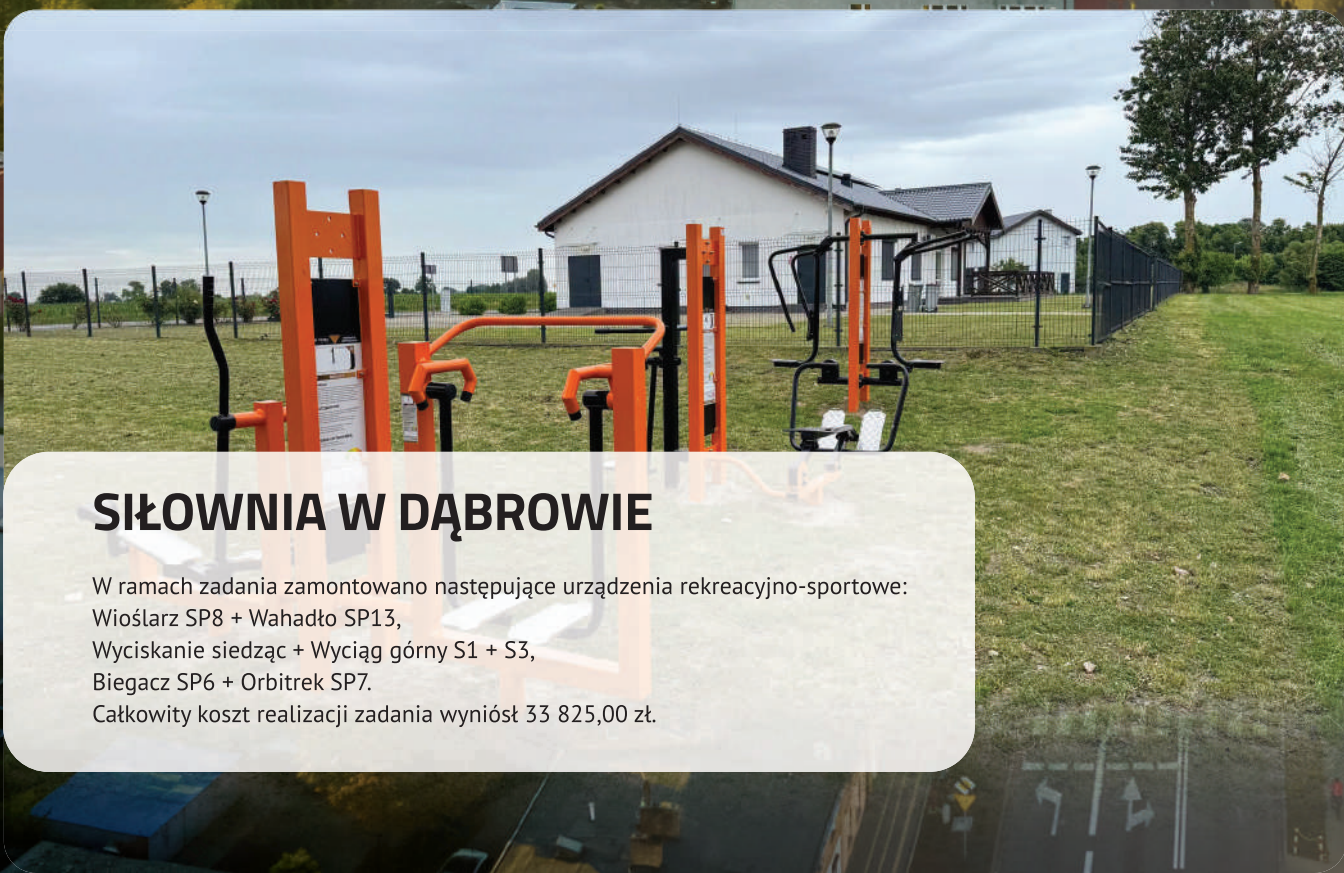 SIŁOWNIA W DĄBROWIE
W ramach zadania zamontowano następujące urządzenia rekreacyjno-sportowe:
Wioślarz SP8 + Wahadło SP13,
Wyciskanie siedząc + Wyciąg górny S1 + S3,
Biegacz SP6 + Orbitrek SP7.
Całkowity koszt realizacji zadania wyniósł 33 825,00 zł.